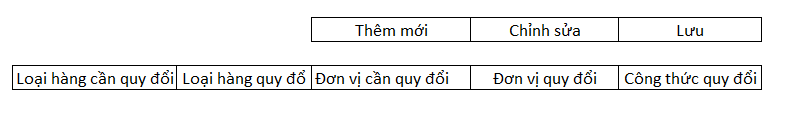 Thêm mới Chỉnh sửa Lưu
Loại hàng cần quy đổi Loại hàng quy đổ Đơn vị cần quy đổi Đơn vị quy đổi Công thức quy đổi